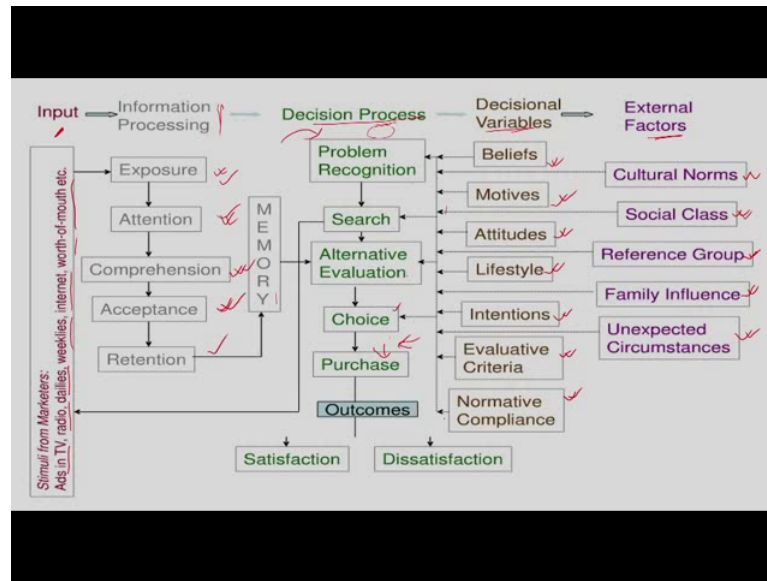 Input
Information
Processing
Decision Process
Decisional
Variables
External
Factors
Stimuli from Marketers:
Ads in TV, radio, dailies, weeklies, internet, worth-of-mouth etc.
Exposure
Attention
Comprehension
Acceptance
Retention
MEMORY
Problem
Recognition
Search
Alternative
Evaluation
Choice
Purchase
Outcomes
Satisfaction
Dissatisfaction
Beliefs
Motives
Attitudes
Lifestyle
Intentions
Evaluative
Criteria
Normative
Compliance
Cultural Norms
Social Class
Reference Group
Family Influence
Unexpected
Circumstances